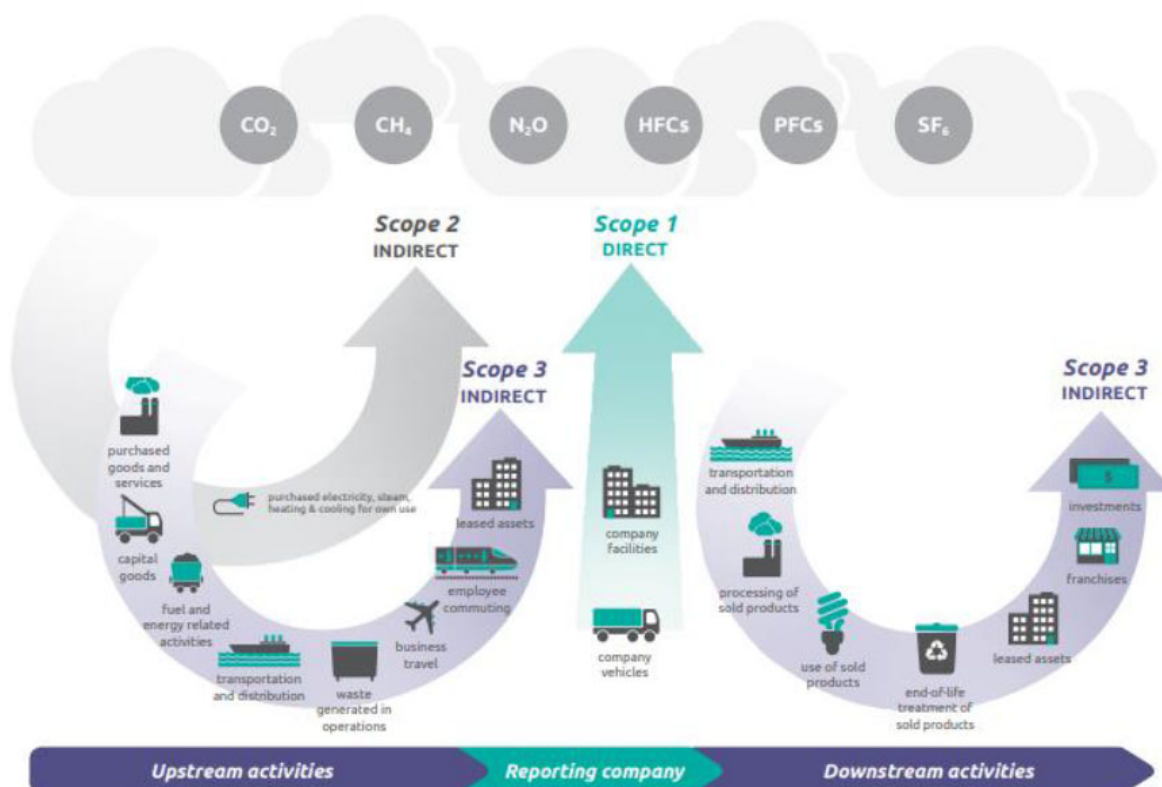 CO₂
CH₄
N₂O
HFCs
PFCs
SF₆
Scope 2
INDIRECT
Scope 1
DIRECT
Scope 3
INDIRECT
Scope 3
INDIRECT
purchased
goods and
services
capital
goods
fuel and
energy related
activities
transportation
and distribution
waste
generated in
operations
business
travel
employee
commuting
leased assets
purchased electricity, steam,
heating & cooling for own use
company
facilities
company
vehicles
transportation
and distribution
processing of
sold products
use of sold
products
end-of-life
treatment of
sold products
leased assets
franchises
investments
Upstream activities
Reporting company
Downstream activities